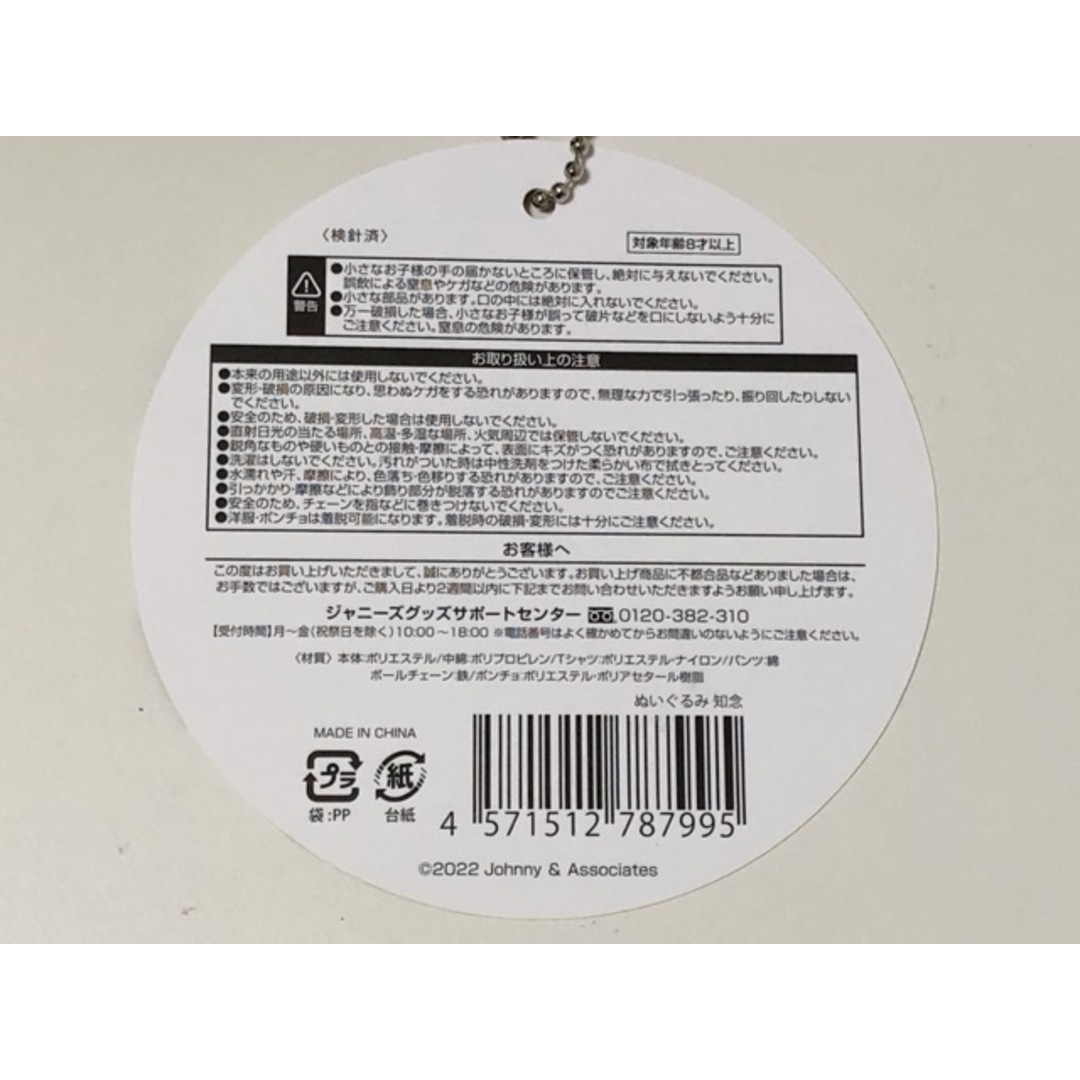 〈検針済〉
対象年齢8才以上
警告
●小さなお子様の手の届かないところに保管し、絶対に与えないでください。
誤飲による窒息やケガなどの危険があります。
●小さな部品があります。口の中には絶対に入れないでください。
●万一破損した場合、小さなお子様が誤って破片などを口にしないよう十分に
ご注意ください。窒息の危険があります。
お取り扱い上の注意
●本来の用途以外には使用しないでください。
●変形・破損の原因になり、思わぬケガをする恐れがありますので、無理な力で引っ張ったり、振り回したりしない
でください。
●安全のため、破損・変形した場合は使用しないでください。
●直射日光の当たる場所、高温・多湿な場所、火気周辺では保管しないでください。
●鋭角なものや硬いものとの接触・摩擦によって、表面にキズがつく恐れがありますので、ご注意ください。
●洗濯はしないでください。汚れがついた時は中性洗剤をつけた柔らかい布で拭きとってください。
●水濡れや汗、摩擦により、色落ち・色移りする恐れがありますので、ご注意ください。
●引っかかり・摩擦などにより飾り部分が脱落する恐れがありますのでご注意ください。
●安全のため、チェーンを指などに巻きつけないでください。
●洋服・ポンチョは着脱可能になります。着脱時の破損・変形には十分にご注意ください。
お客様へ
この度はお買い上げいただきまして、誠にありがとうございます。お買い上げ商品に不都合品などありました場合は、
お手数ではございますが、ご購入日より2週間以内に下記までお問い合わせいただきますようお願い申し上げます。
ジャニーズグッズサポートセンター 0120-382-310
【受付時間】月〜金(祝祭日を除く)10:00〜18:00 ※電話番号はよく確かめてからお間違いのないようにご注意ください。
〈材質〉本体:ポリエステル/中綿:ポリプロピレン/Tシャツ:ポリエステル・ナイロン/パンツ:綿
ボールチェーン:鉄/ポンチョ:ポリエステル・ポリアセタール樹脂
ぬいぐるみ 知念
MADE IN CHINA
プラ
紙
袋:PP
台紙
4 571512 787995
©2022 Johnny & Associates